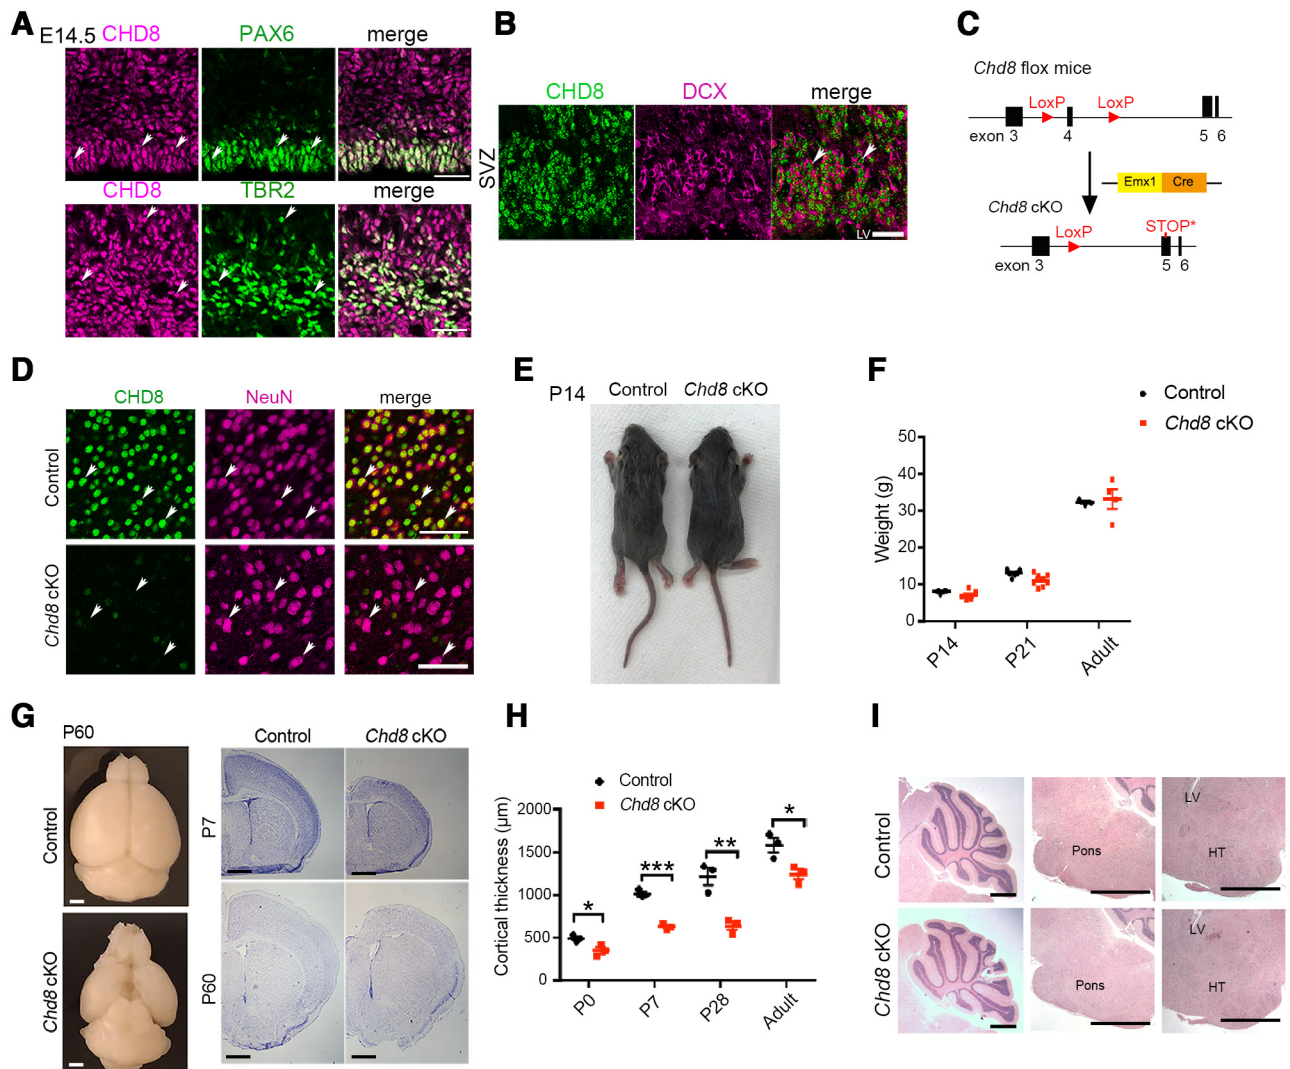 A
E14.5 CHD8 PAX6 merge
CHD8 TBR2 merge
B
CHD8 DCX merge
SVZ
LV
C
Chd8 flox mice
LoxP LoxP
exon 3 4 5 6
Emx1 Cre
Chd8 cKO
LoxP STOP*
exon 3 5 6
D
CHD8 NeuN merge
Control
Chd8 cKO
E
P14 Control Chd8 cKO
F
Control
Chd8 cKO
Weight (g)
50
40
30
20
10
0
P14 P21 Adult
G
P60
Control
Chd8 cKO
Control Chd8 cKO
P7
P60
H
Control
Chd8 cKO
Cortical thickness (μm)
2000
1500
1000
500
0
* *** ** *
P0 P7 P28 Adult
I
Control
Pons
LV
HT
Chd8 cKO
Pons
LV
HT